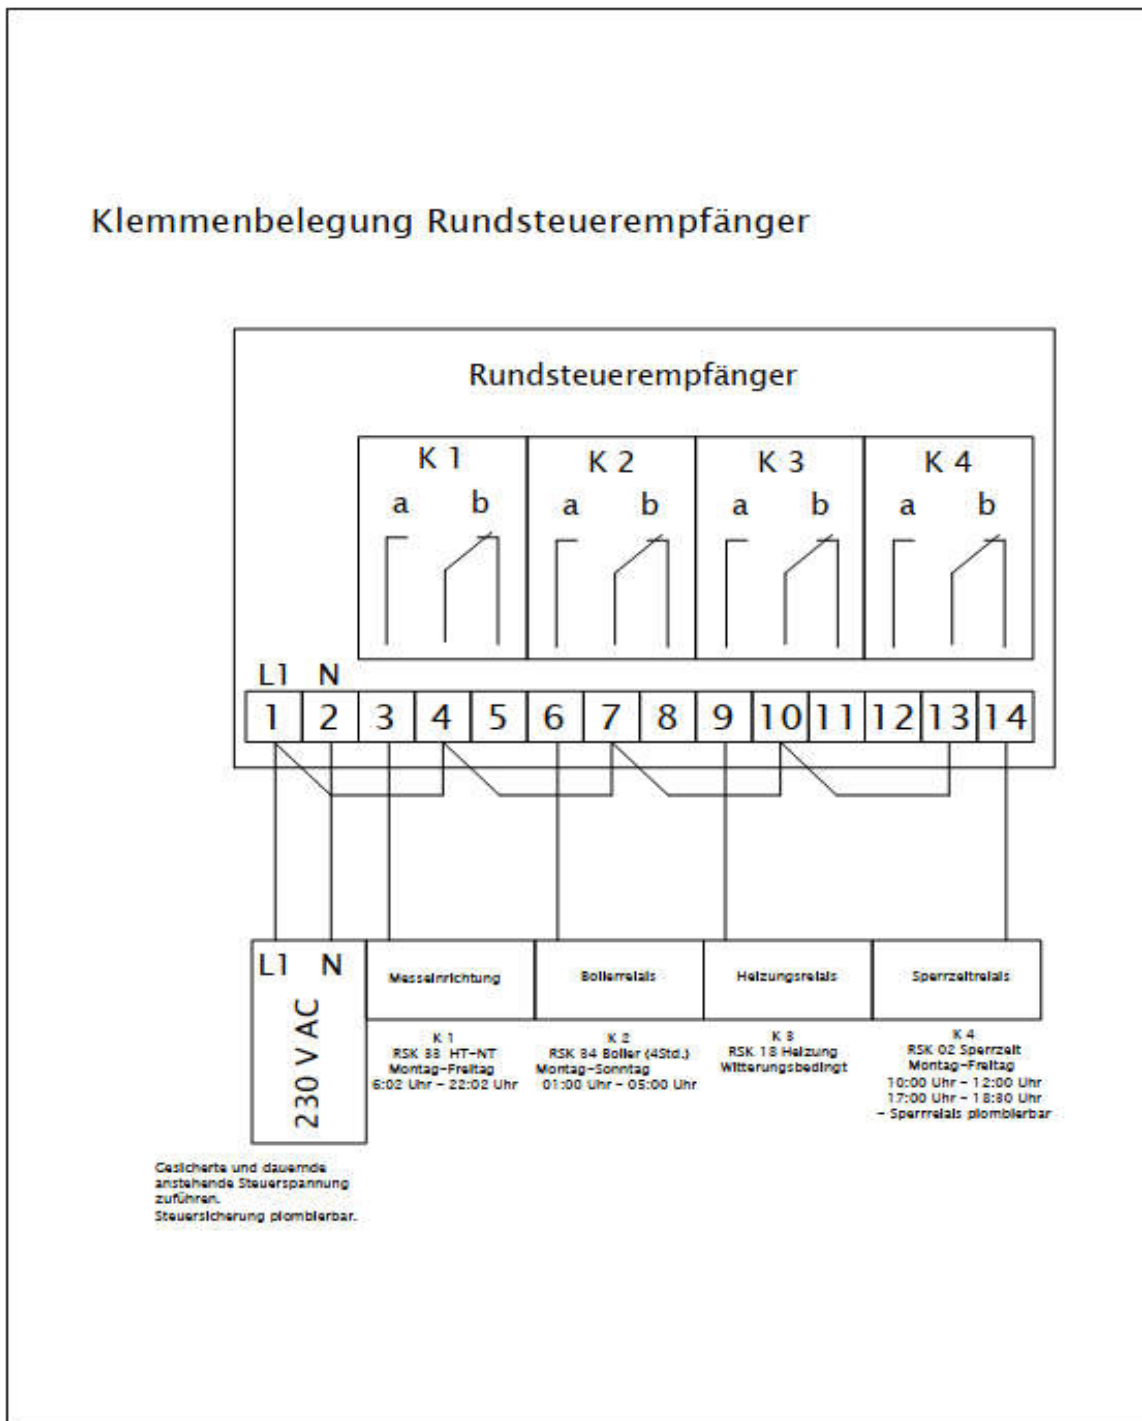 Klemmenbelegung Rundsteuerempfänger
Rundsteuerempfänger
K 1 K 2 K 3 K 4
a b a b a b a b
L1 N
1 2 3 4 5 6 7 8 9 10 11 12 13 14
L1 N
230 V AC
Messeinrichtung
Boilerrelais
Heizungsrelais
Sperrzeitrelais
K 1
RSK 33 HT-NT
Montag-Freitag
6:02 Uhr - 22:02 Uhr
K 2
RSK 34 Boiler (4Std.)
Montag-Sonntag
01:00 Uhr - 05:00 Uhr
K 3
RSK 18 Heizung
Witterungsbedingt
K 4
RSK 02 Sperrzeit
Montag-Freitag
10:00 Uhr - 12:00 Uhr
17:00 Uhr - 18:30 Uhr
- Sperrrelais plombierbar
Gesicherte und dauernde
anstehende Steuerspannung
zuführen.
Steuersicherung plombierbar.